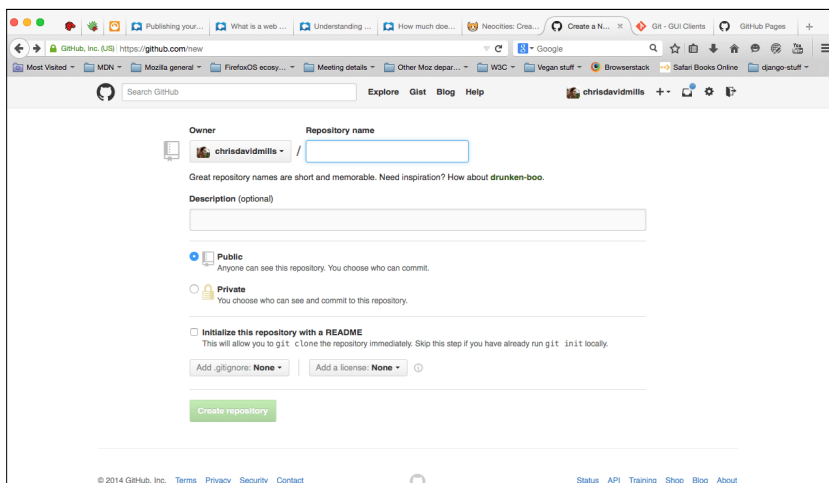 Publishing your...
What is a web ...
Understanding ...
How much doe...
Neocities: Crea...
Create a N... ×
Git - GUI Clients
GitHub Pages
+
GitHub, Inc. (US) https://github.com/new
Google
Most Visited
MDN
Mozilla general
FirefoxOS ecosy...
Meeting details
Other Moz depar...
W3C
Vegan stuff
Browserstack
Safari Books Online
django-stuff
Search GitHub
Explore Gist Blog Help
chrisdavidmills
Owner
Repository name
chrisdavidmills
/
Great repository names are short and memorable. Need inspiration? How about drunken-boo.
Description (optional)
Public
Anyone can see this repository. You choose who can commit.
Private
You choose who can see and commit to this repository.
Initialize this repository with a README
This will allow you to git clone the repository immediately. Skip this step if you have already run git init locally.
Add .gitignore: None
Add a license: None
Create repository
© 2014 GitHub, Inc. Terms Privacy Security Contact
Status API Training Shop Blog About